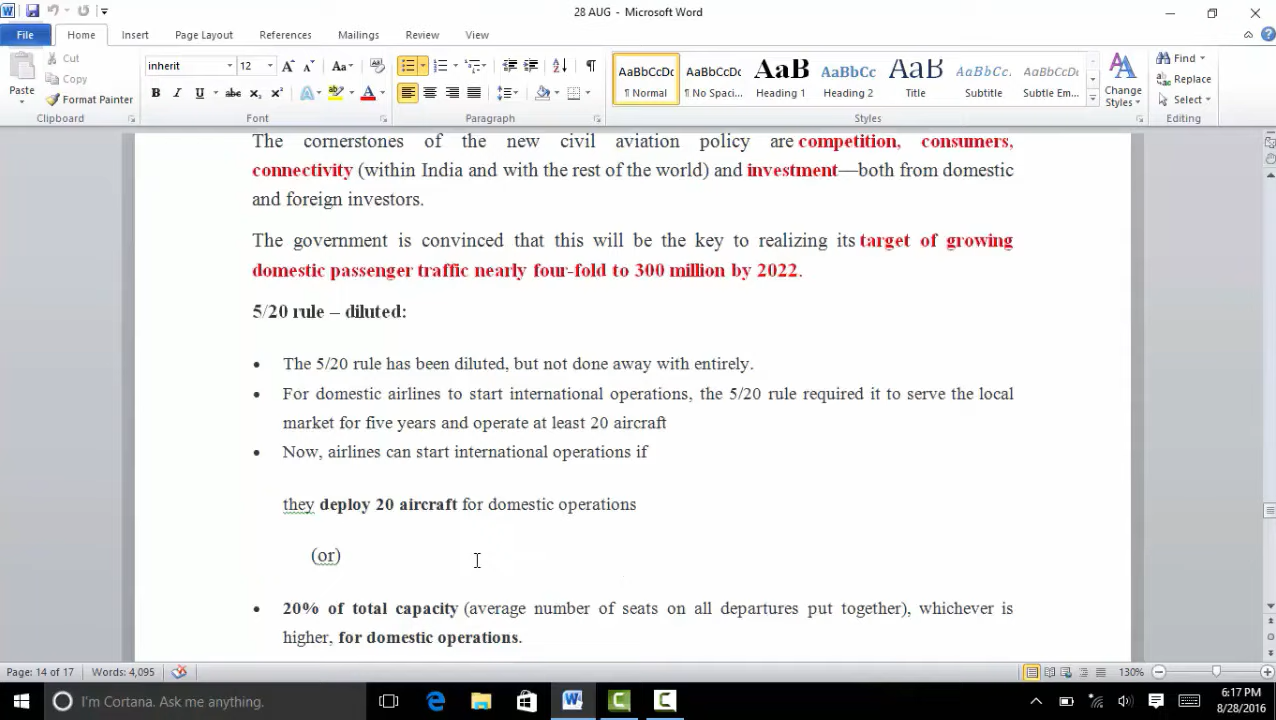 28 AUG - Microsoft Word
File Home Insert Page Layout References Mailings Review View
Paste
Cut
Copy
Format Painter
Clipboard
inherit 12
Font
Paragraph
AaBbCcDc AaBbCcDc AaB AaBbCc AaB AaBbCcDc AaBbCcDc
¶ Normal ¶ No Spaci... Heading 1 Heading 2 Title Subtitle Subtle Em...
Change Styles
Styles
Find
Replace
Select
Editing
The cornerstones of the new civil aviation policy are competition, consumers,
connectivity (within India and with the rest of the world) and investment—both from domestic
and foreign investors.
The government is convinced that this will be the key to realizing its target of growing
domestic passenger traffic nearly four-fold to 300 million by 2022.
5/20 rule – diluted:
• The 5/20 rule has been diluted, but not done away with entirely.
• For domestic airlines to start international operations, the 5/20 rule required it to serve the local
market for five years and operate at least 20 aircraft
• Now, airlines can start international operations if
they deploy 20 aircraft for domestic operations
(or)
• 20% of total capacity (average number of seats on all departures put together), whichever is
higher, for domestic operations.
Page: 14 of 17 Words: 4,095 130%
I'm Cortana. Ask me anything.
6:17 PM
8/28/2016